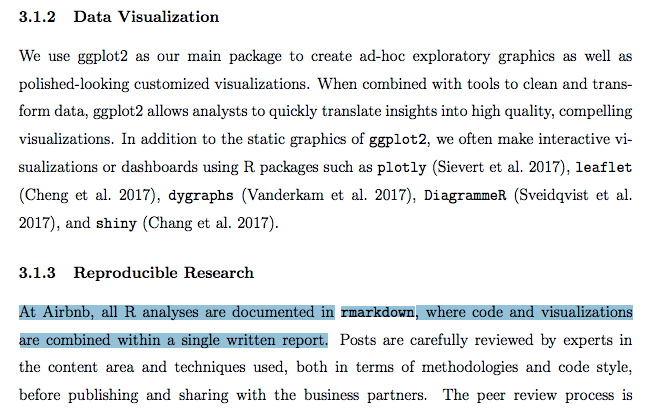 3.1.2 Data Visualization
We use ggplot2 as our main package to create ad-hoc exploratory graphics as well as
polished-looking customized visualizations. When combined with tools to clean and trans-
form data, ggplot2 allows analysts to quickly translate insights into high quality, compelling
visualizations. In addition to the static graphics of ggplot2, we often make interactive vi-
sualizations or dashboards using R packages such as plotly (Sievert et al. 2017), leaflet
(Cheng et al. 2017), dygraphs (Vanderkam et al. 2017), DiagrammeR (Sveidqvist et al.
2017), and shiny (Chang et al. 2017).
3.1.3 Reproducible Research
At Airbnb, all R analyses are documented in rmarkdown, where code and visualizations
are combined within a single written report. Posts are carefully reviewed by experts in
the content area and techniques used, both in terms of methodologies and code style,
before publishing and sharing with the business partners. The peer review process is